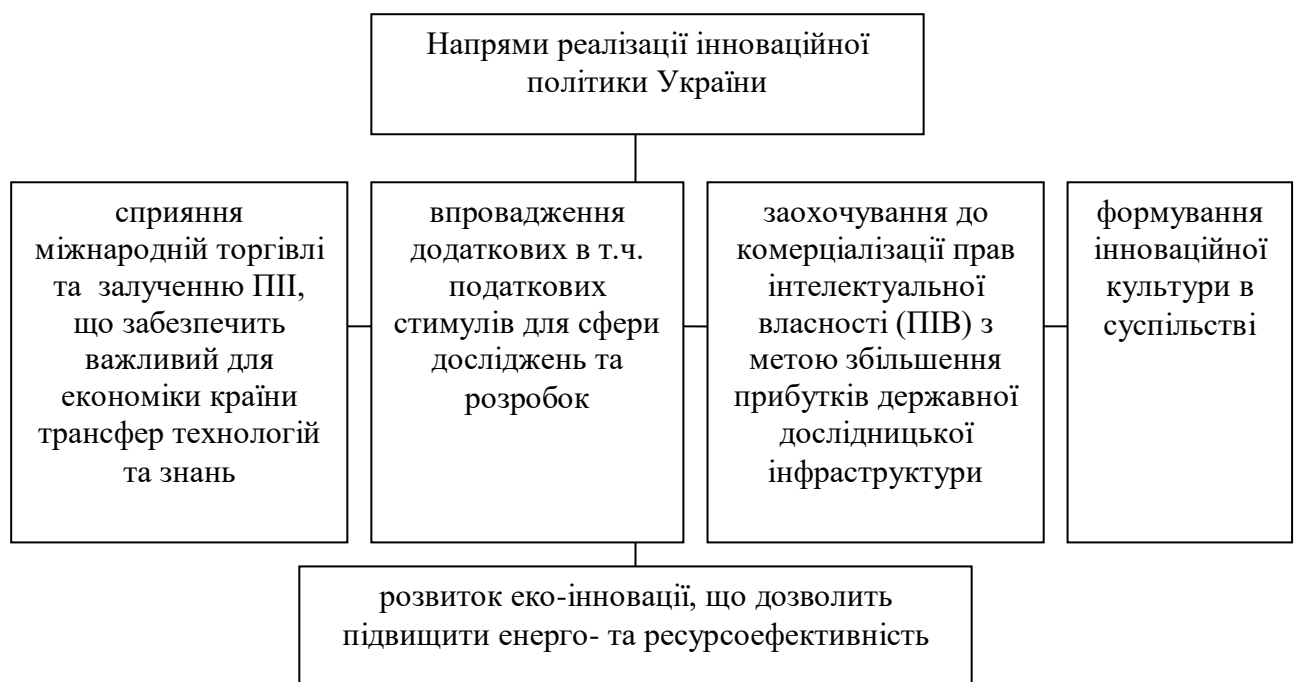 Напрями реалізації інноваційної
політики України
сприяння
міжнародній торгівлі
та залученню ПІІ,
що забезпечить
важливий для
економіки країни
трансфер технологій
та знань
впровадження
додаткових в т.ч.
податкових
стимулів для сфери
досліджень та
розробок
заохочування до
комерціалізації прав
інтелектуальної
власності (ПІВ) з
метою збільшення
прибутків державної
дослідницької
інфраструктури
формування
інноваційної
культури в
суспільстві
розвиток еко-інновації, що дозволить
підвищити енерго- та ресурсоефективність